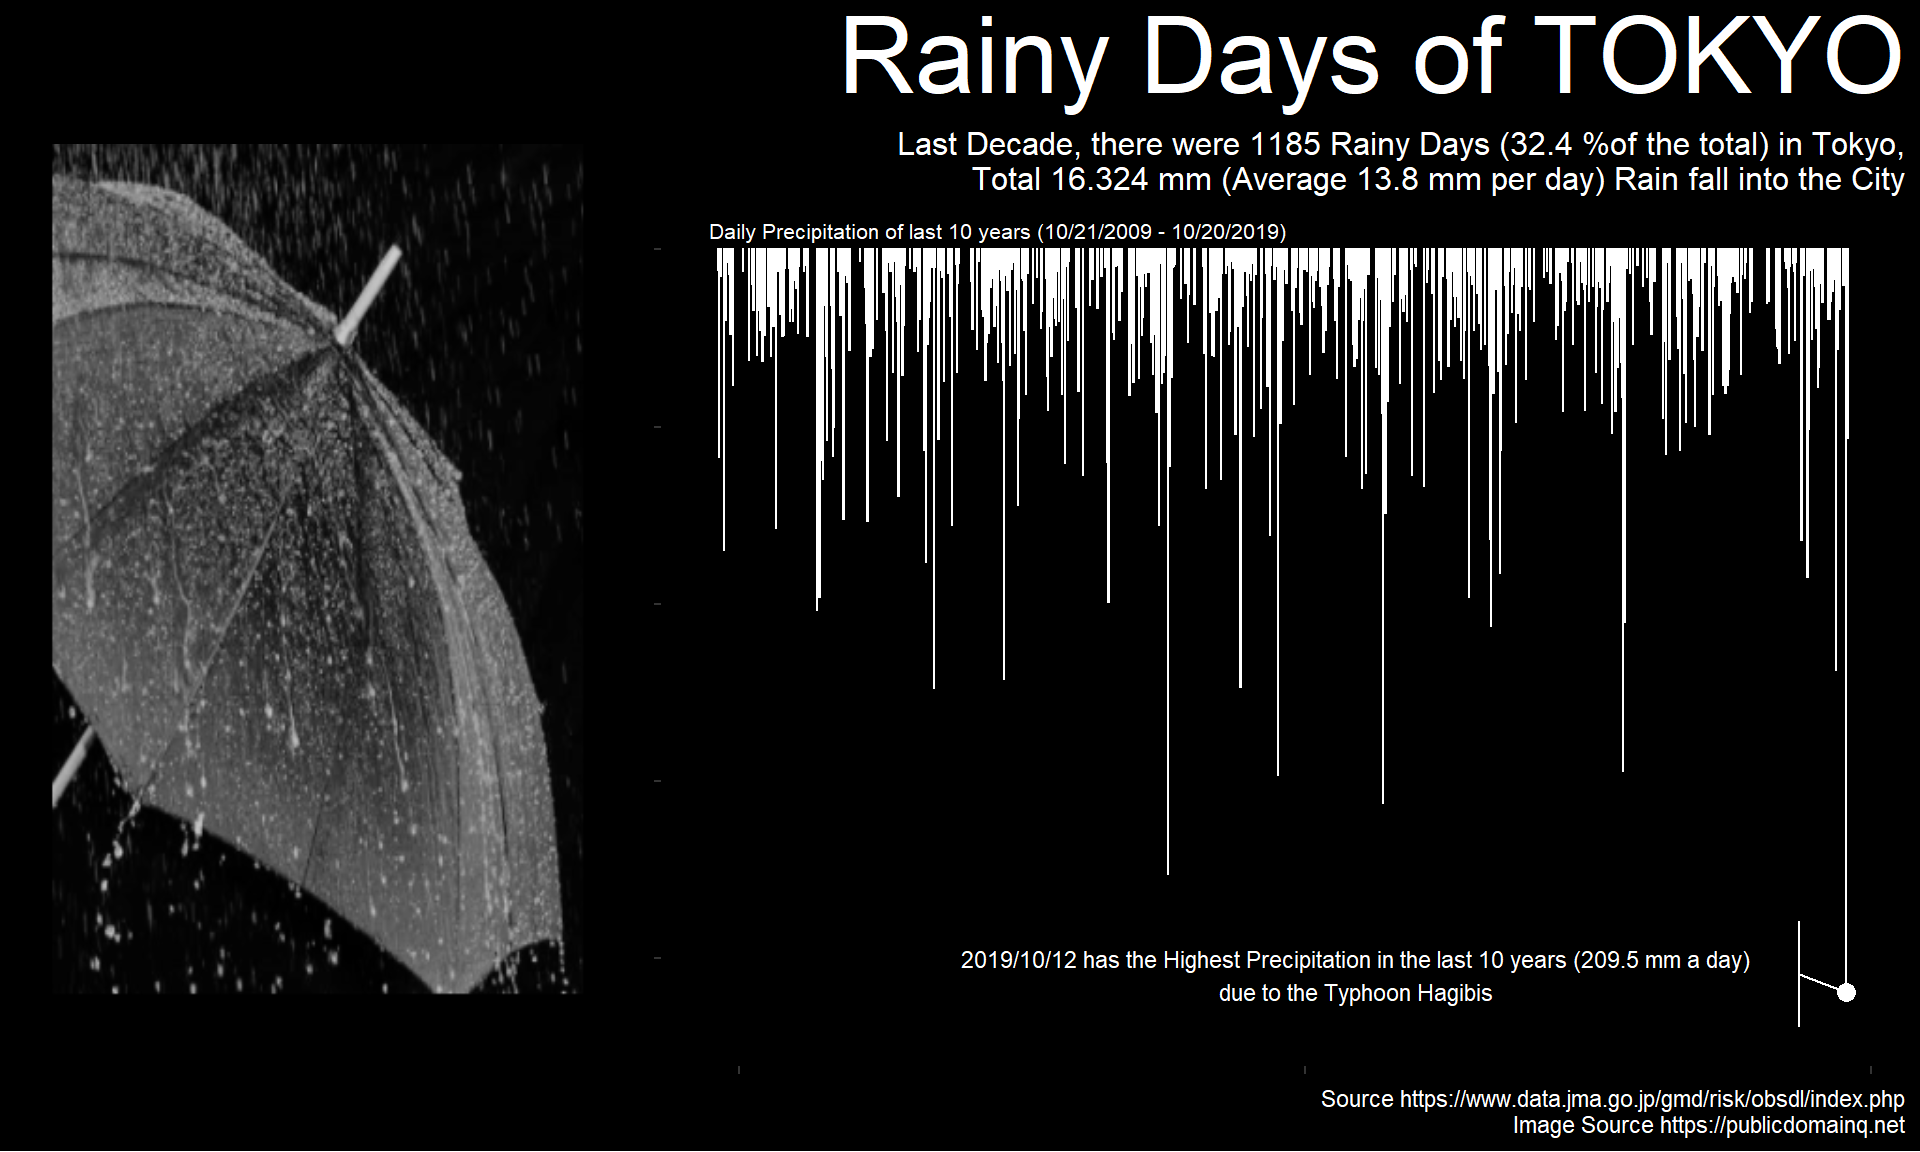 Rainy Days of TOKYO
Last Decade, there were 1185 Rainy Days (32.4 %of the total) in Tokyo,
Total 16.324 mm (Average 13.8 mm per day) Rain fall into the City
Daily Precipitation of last 10 years (10/21/2009 - 10/20/2019)
2019/10/12 has the Highest Precipitation in the last 10 years (209.5 mm a day)
due to the Typhoon Hagibis
Source https://www.data.jma.go.jp/gmd/risk/obsdl/index.php
Image Source https://publicdomainq.net